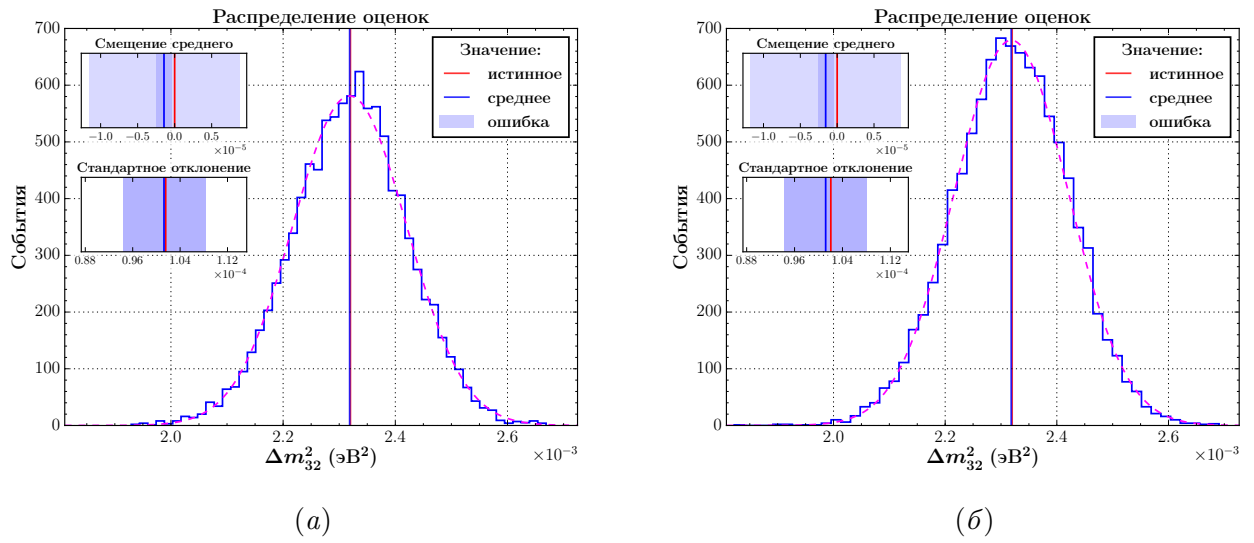 Распределение оценок
700
600
500
400
300
200
100
0
События
Смещение среднего
−1.0 −0.5 0.0 0.5
×10⁻⁵
Стандартное отклонение
0.88 0.96 1.04 1.12
×10⁻⁴
Значение:
истинное
среднее
ошибка
2.0 2.2 2.4 2.6
Δm²₃₂ (эВ²)
×10⁻³
(а)
Распределение оценок
700
600
500
400
300
200
100
0
События
Смещение среднего
−1.0 −0.5 0.0 0.5
×10⁻⁵
Стандартное отклонение
0.88 0.96 1.04 1.12
×10⁻⁴
Значение:
истинное
среднее
ошибка
2.0 2.2 2.4 2.6
Δm²₃₂ (эВ²)
×10⁻³
(б)